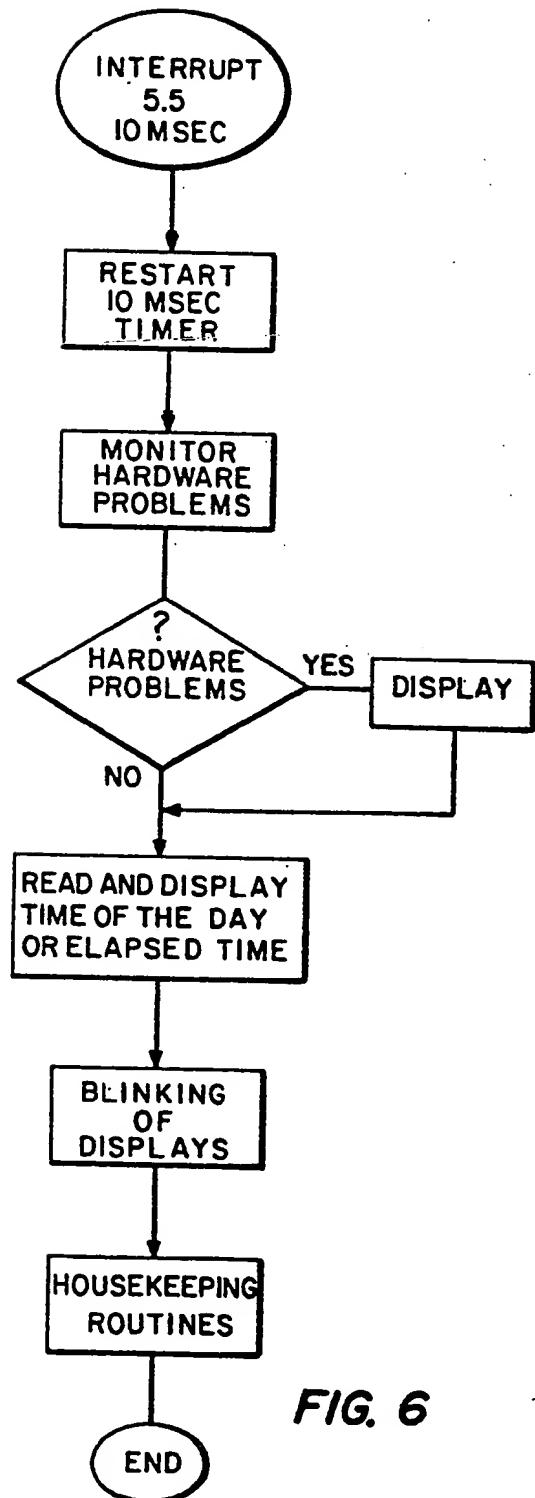 INTERRUPT
5.5
10 MSEC
RESTART
10 MSEC
TIMER
MONITOR
HARDWARE
PROBLEMS
?
HARDWARE
PROBLEMS
YES
DISPLAY
NO
READ AND DISPLAY
TIME OF THE DAY
OR ELAPSED TIME
BLINKING
OF
DISPLAYS
HOUSEKEEPING
ROUTINES
END
FIG. 6